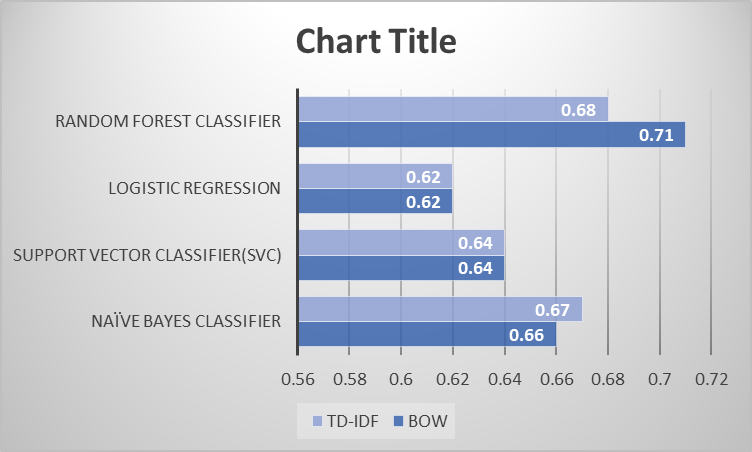 Chart Title
RANDOM FOREST CLASSIFIER
0.68
0.71
LOGISTIC REGRESSION
0.62
0.62
SUPPORT VECTOR CLASSIFIER(SVC)
0.64
0.64
NAÏVE BAYES CLASSIFIER
0.67
0.66
0.56 0.58 0.6 0.62 0.64 0.66 0.68 0.7 0.72
TD-IDF BOW